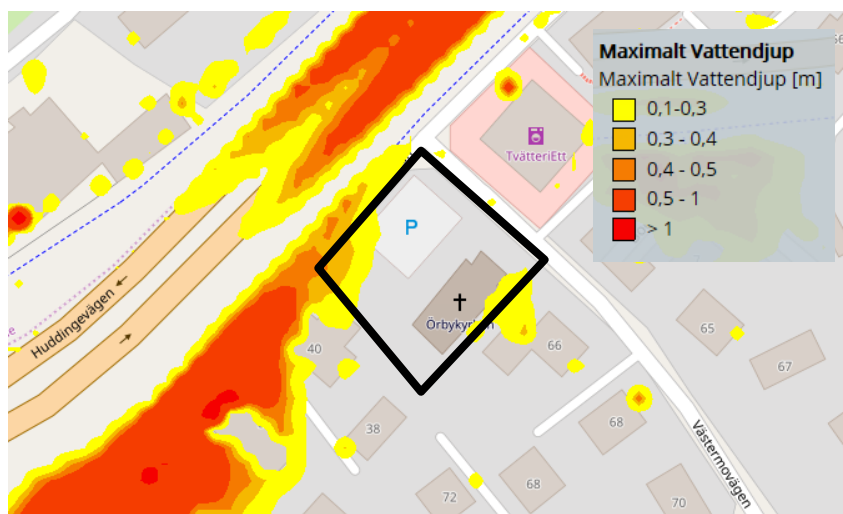 Maximalt Vattendjup
Maximalt Vattendjup [m]
0,1-0,3
0,3 - 0,4
0,4 - 0,5
0,5 - 1
> 1
TvätteriEtt
P
Huddingevägen
40
66
65
67
38
68
72
68
70
Västermovägen